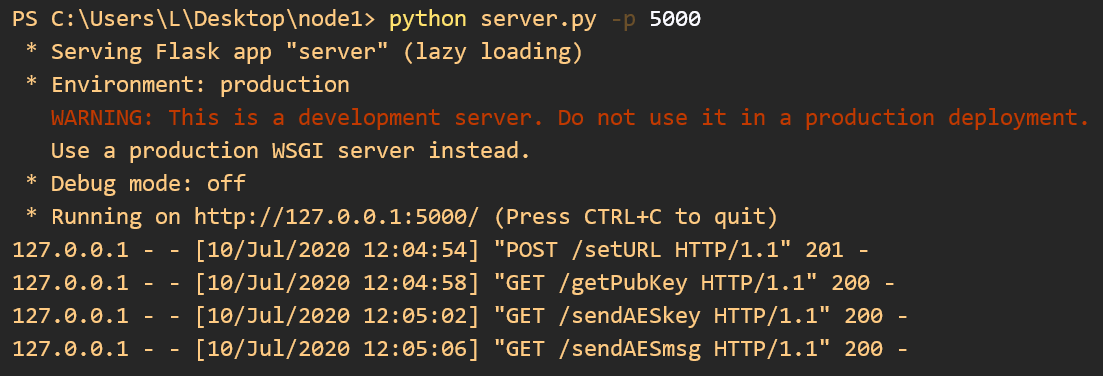 PS C:\Users\L\Desktop\node1> python server.py -p 5000
* Serving Flask app "server" (lazy loading)
* Environment: production
WARNING: This is a development server. Do not use it in a production deployment.
Use a production WSGI server instead.
* Debug mode: off
* Running on http://127.0.0.1:5000/ (Press CTRL+C to quit)
127.0.0.1 - - [10/Jul/2020 12:04:54] "POST /setURL HTTP/1.1" 201 -
127.0.0.1 - - [10/Jul/2020 12:04:58] "GET /getPubKey HTTP/1.1" 200 -
127.0.0.1 - - [10/Jul/2020 12:05:02] "GET /sendAESkey HTTP/1.1" 200 -
127.0.0.1 - - [10/Jul/2020 12:05:06] "GET /sendAESmsg HTTP/1.1" 200 -